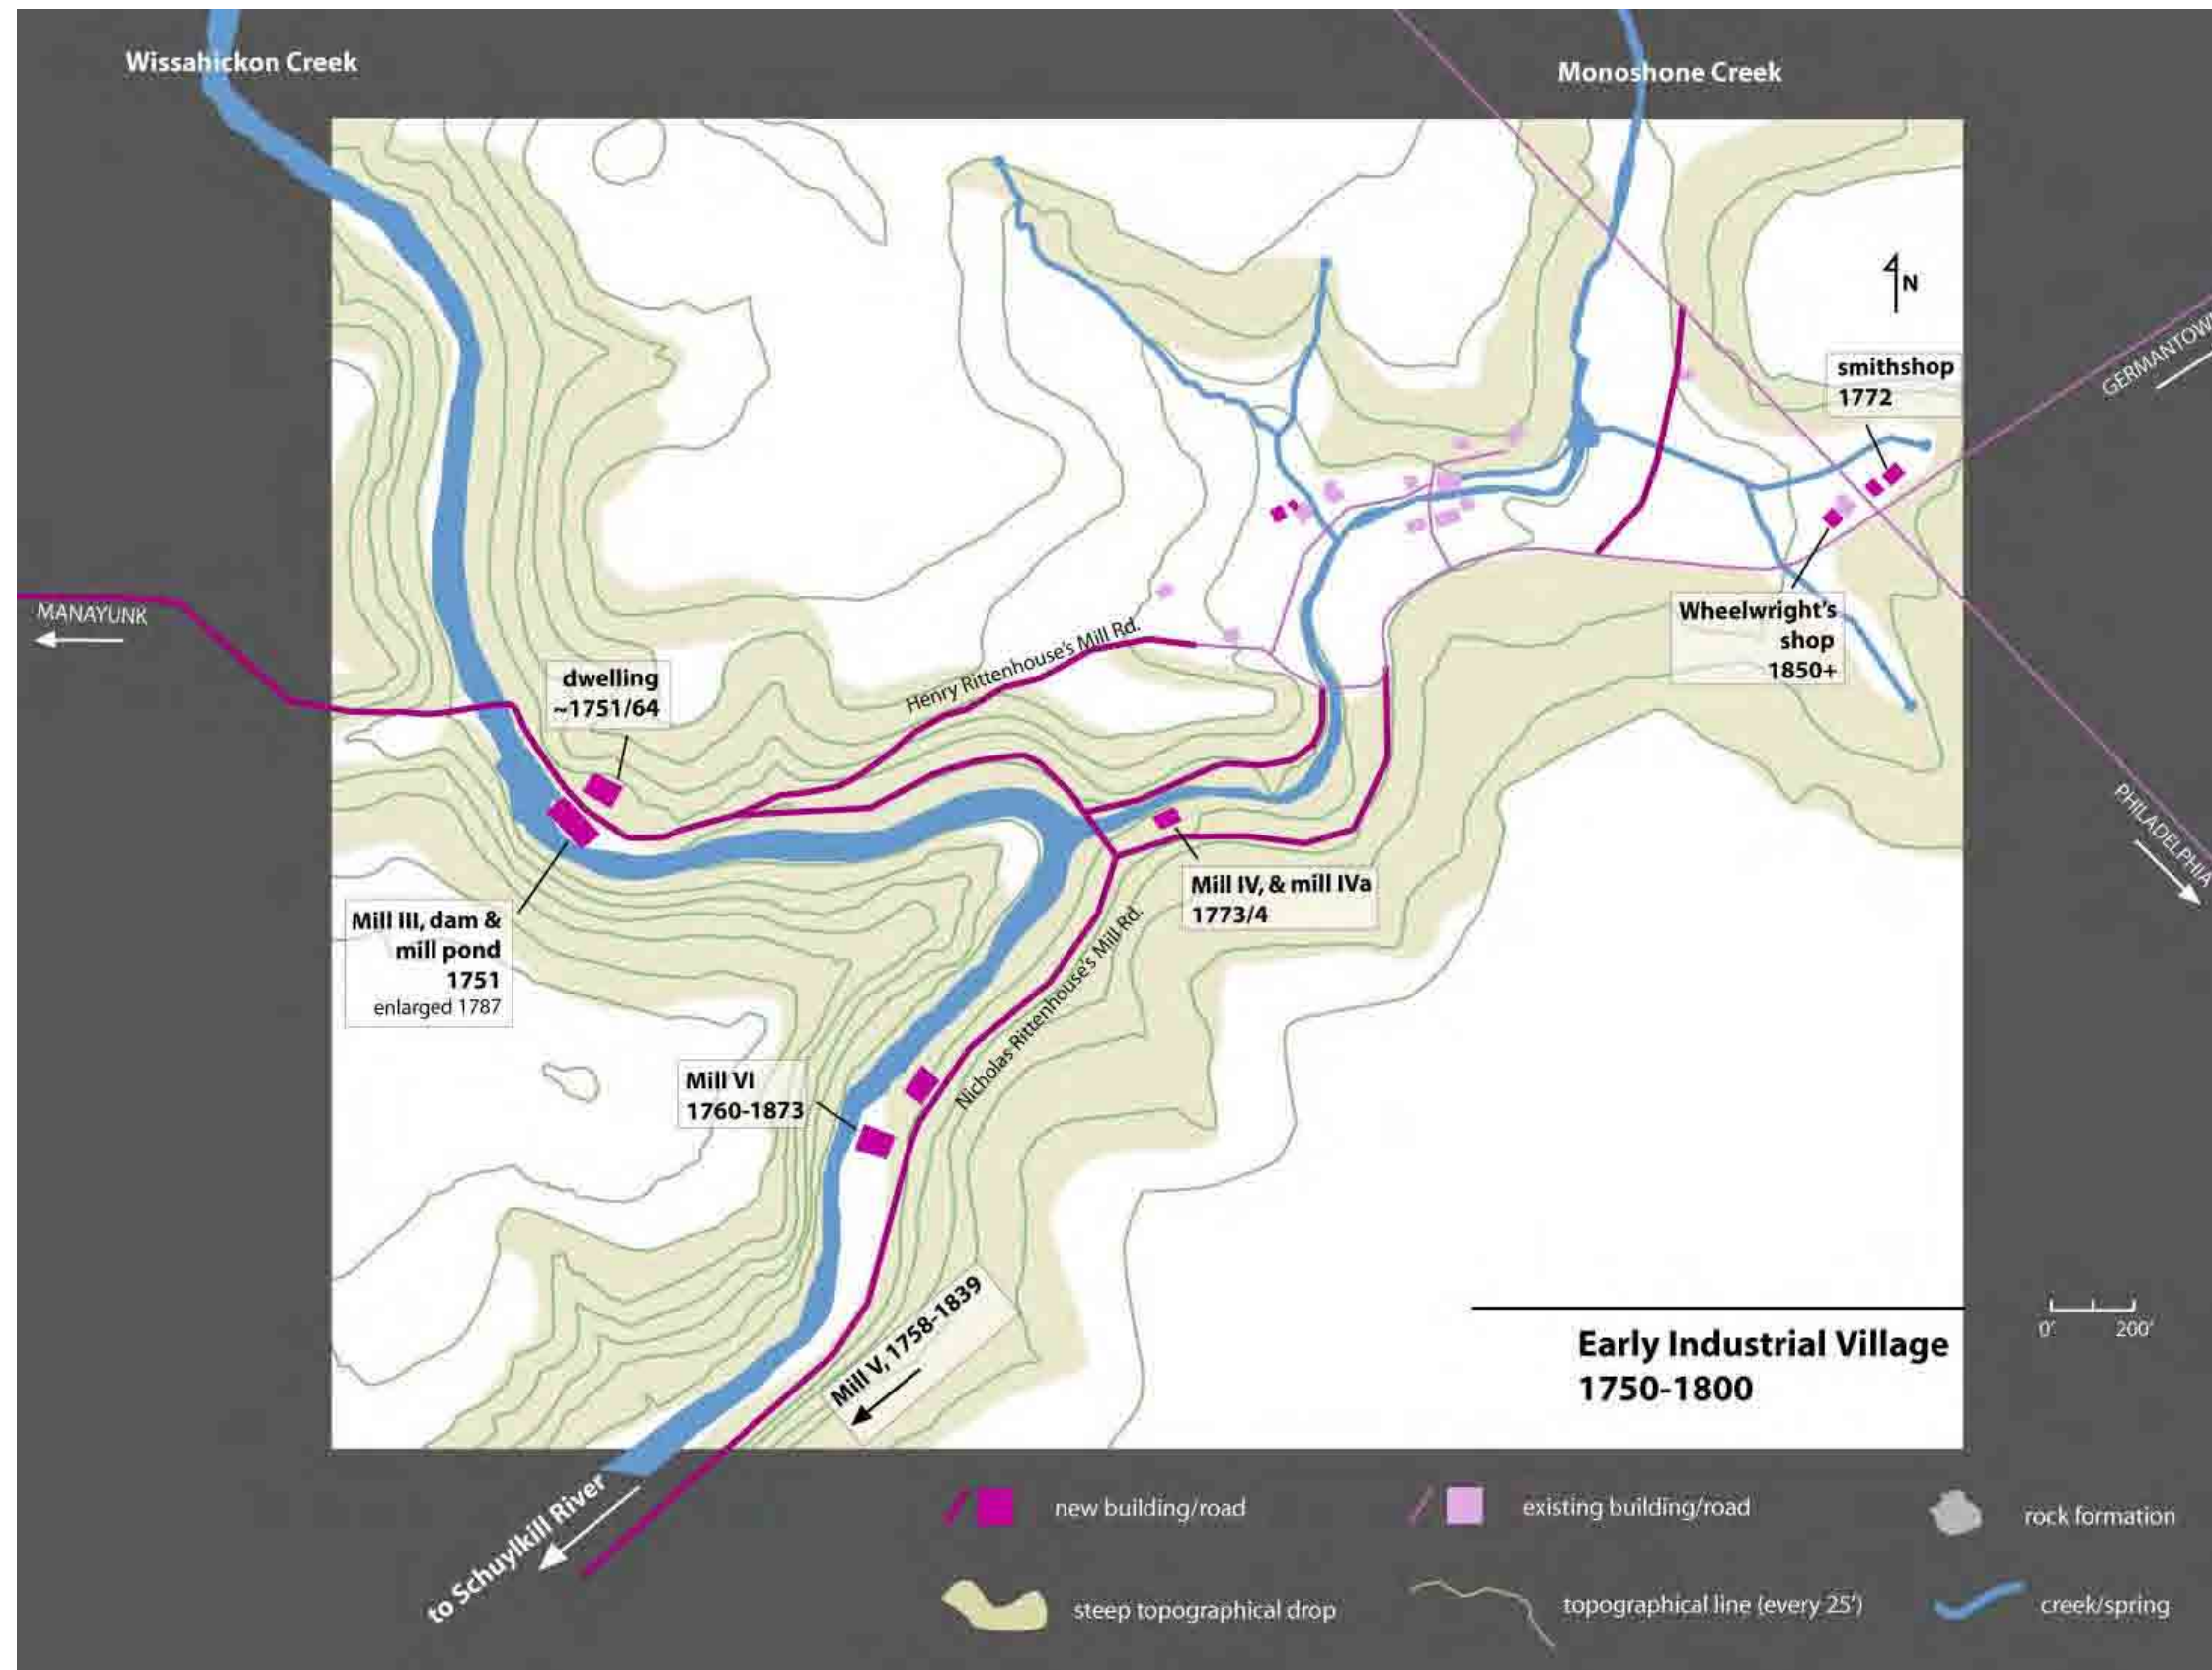 Wissahickon Creek
Monoshone Creek
N
GERMANTOW
smithshop
1772
MANAYUNK
Wheelwright's
shop
1850+
Henry Rittenhouse's Mill Rd.
dwelling
~1751/64
PHILADELPHIA
Mill IV, & mill IVa
1773/4
Mill III, dam &
mill pond
1751
enlarged 1787
Nicholas Rittenhouse's Mill Rd.
Mill VI
1760-1873
Mill V, 1758-1839
0'
200'
Early Industrial Village
1750-1800
to Schuylkill River
new building/road
existing building/road
rock formation
steep topographical drop
topographical line (every 25')
creek/spring